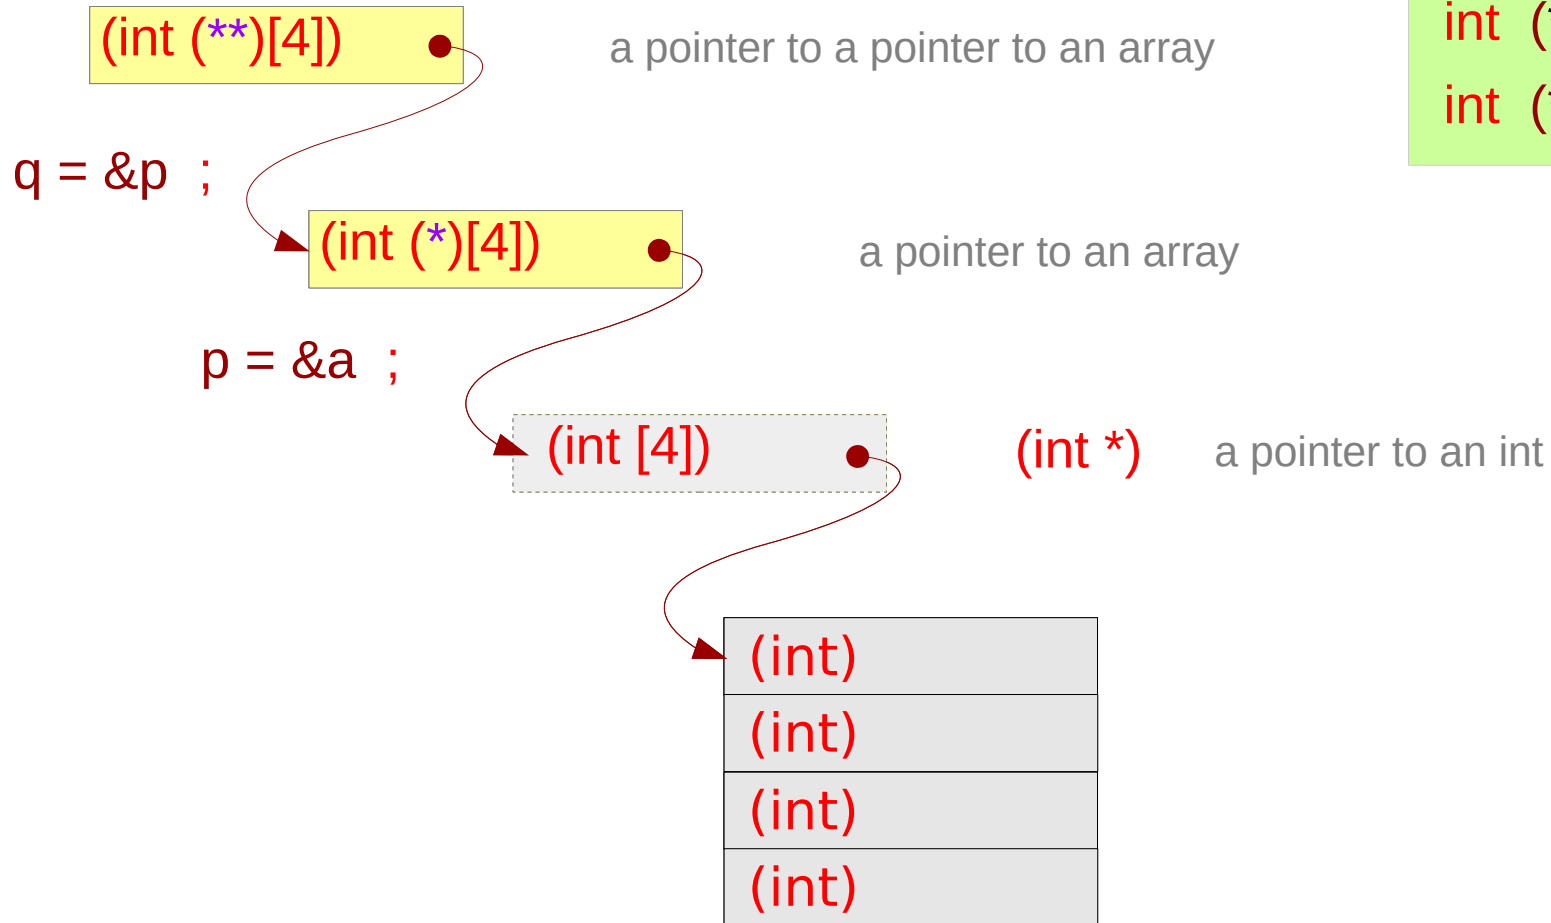 (int (**)[4])
a pointer to a pointer to an array
int (*
int (*
q = &p ;
(int (*)[4])
a pointer to an array
p = &a ;
(int [4])
(int *)
a pointer to an int
(int)
(int)
(int)
(int)